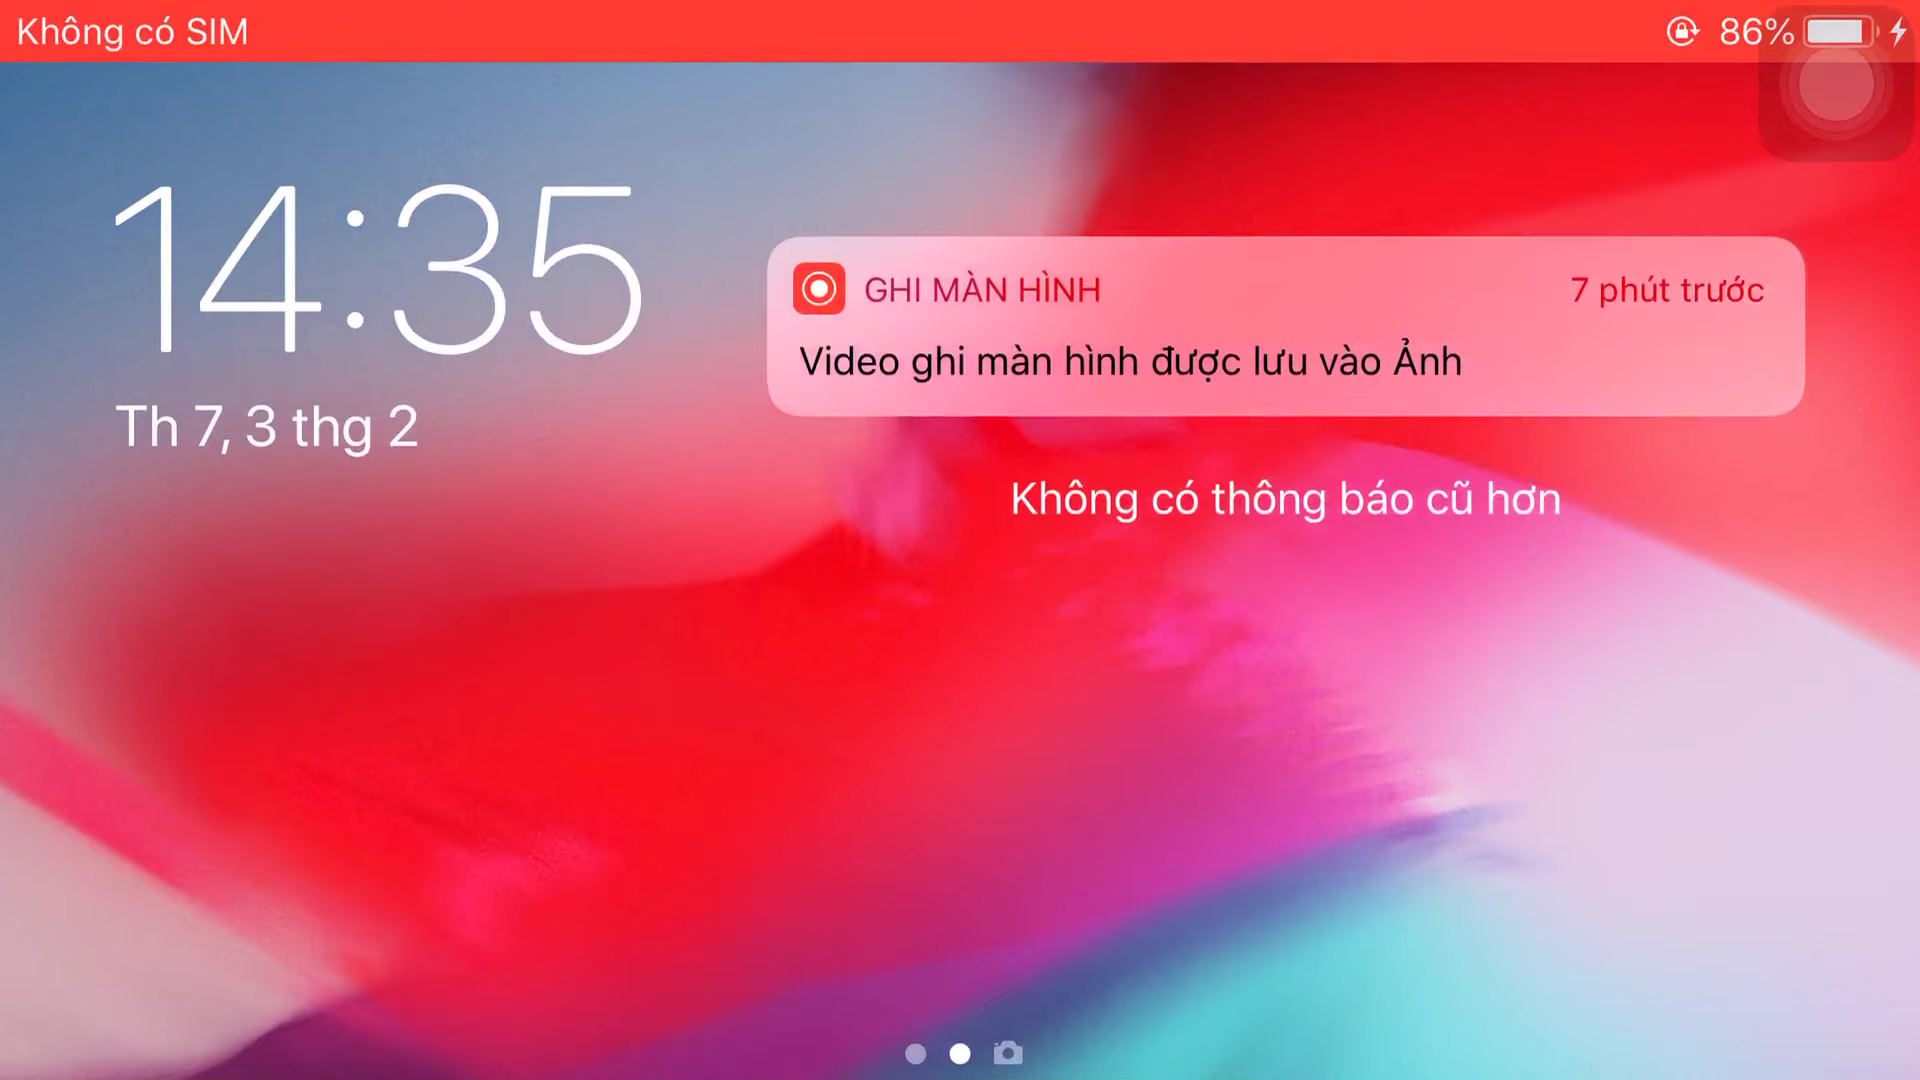 Không có SIM
86%
14:35
Th 7, 3 thg 2
GHI MÀN HÌNH
7 phút trước
Video ghi màn hình được lưu vào Ảnh
Không có thông báo cũ hơn